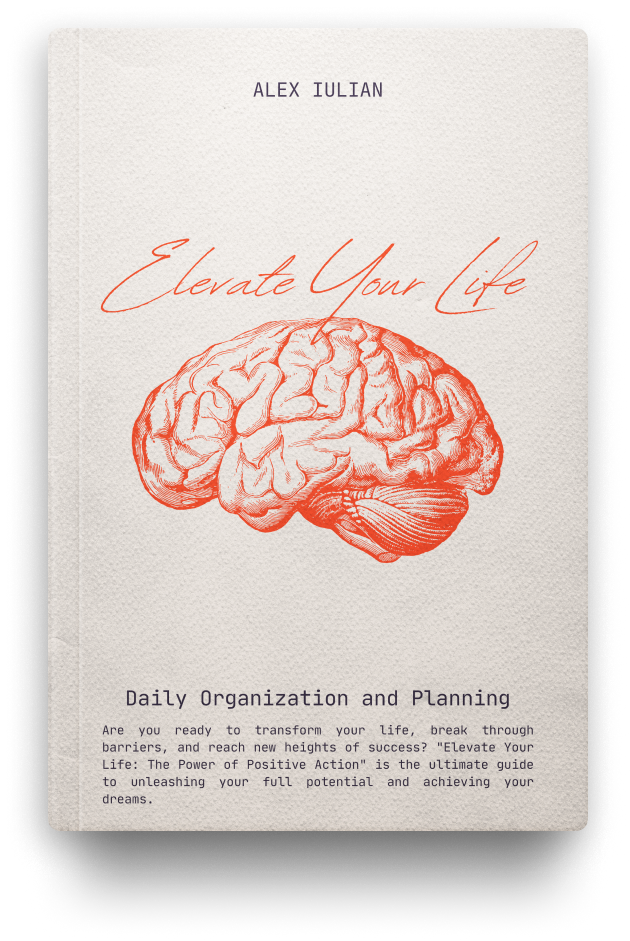 ALEX IULIAN
Elevate Your Life
Daily Organization and Planning
Are you ready to transform your life, break through
barriers, and reach new heights of success? "Elevate Your
Life: The Power of Positive Action" is the ultimate guide
to unleashing your full potential and achieving your
dreams.